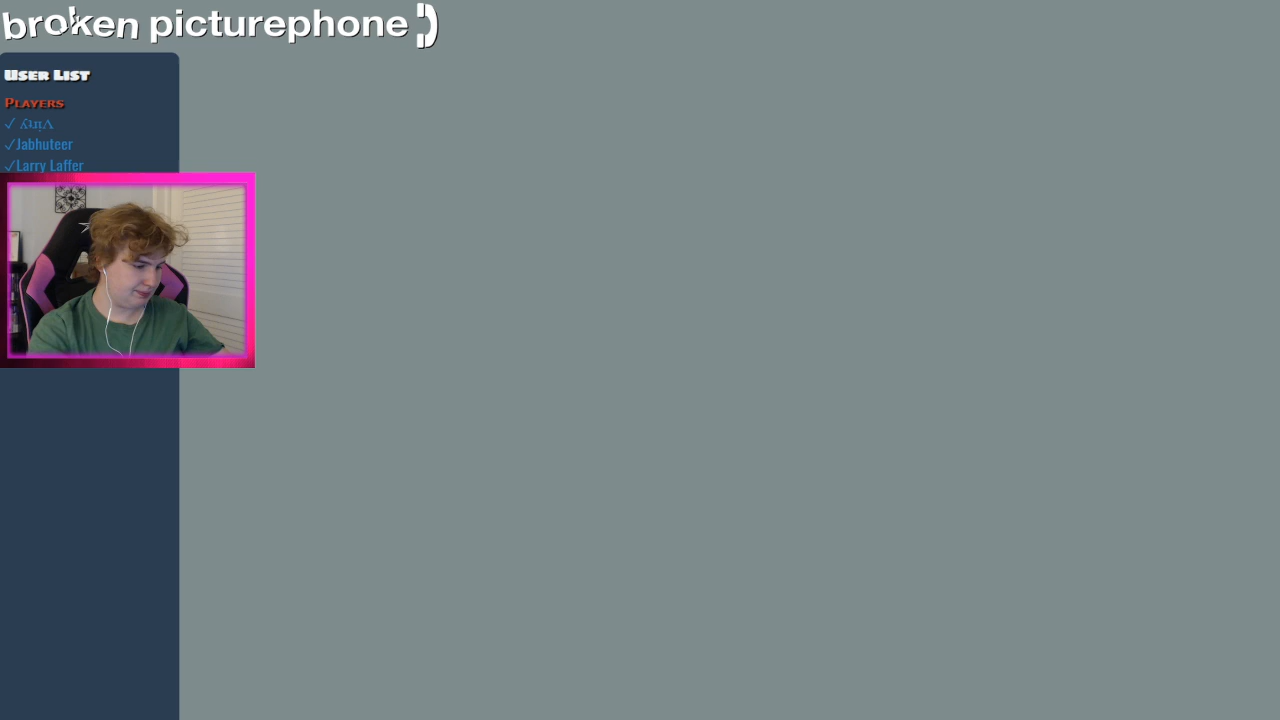 broken picturephone
User List
Players
✓
✓Jabhuteer
✓Larry Laffer